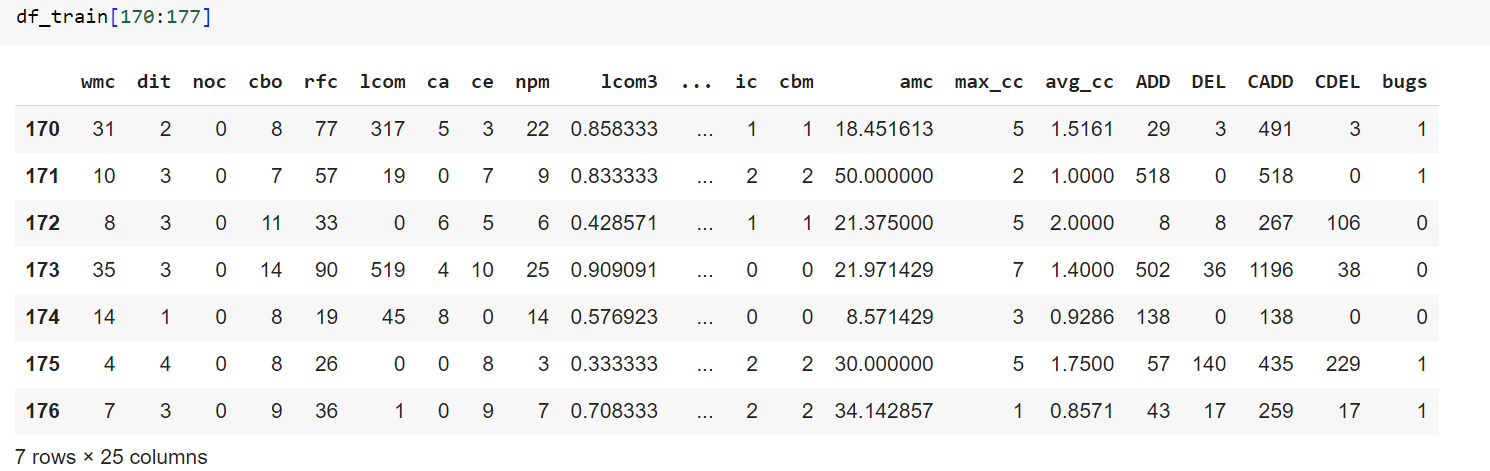 df_train[170:177]
wmc dit noc cbo rfc lcom ca ce npm lcom3 ... ic cbm amc max_cc avg_cc ADD DEL CADD CDEL bugs
170 31 2 0 8 77 317 5 3 22 0.858333 ... 1 1 18.451613 5 1.5161 29 3 491 3 1
171 10 3 0 7 57 19 0 7 9 0.833333 ... 2 2 50.000000 2 1.0000 518 0 518 0 1
172 8 3 0 11 33 0 6 5 6 0.428571 ... 1 1 21.375000 5 2.0000 8 8 267 106 0
173 35 3 0 14 90 519 4 10 25 0.909091 ... 0 0 21.971429 7 1.4000 502 36 1196 38 0
174 14 1 0 8 19 45 8 0 14 0.576923 ... 0 0 8.571429 3 0.9286 138 0 138 0 0
175 4 4 0 8 26 0 0 8 3 0.333333 ... 2 2 30.000000 5 1.7500 57 140 435 229 1
176 7 3 0 9 36 1 0 9 7 0.708333 ... 2 2 34.142857 1 0.8571 43 17 259 17 1
7 rows × 25 columns